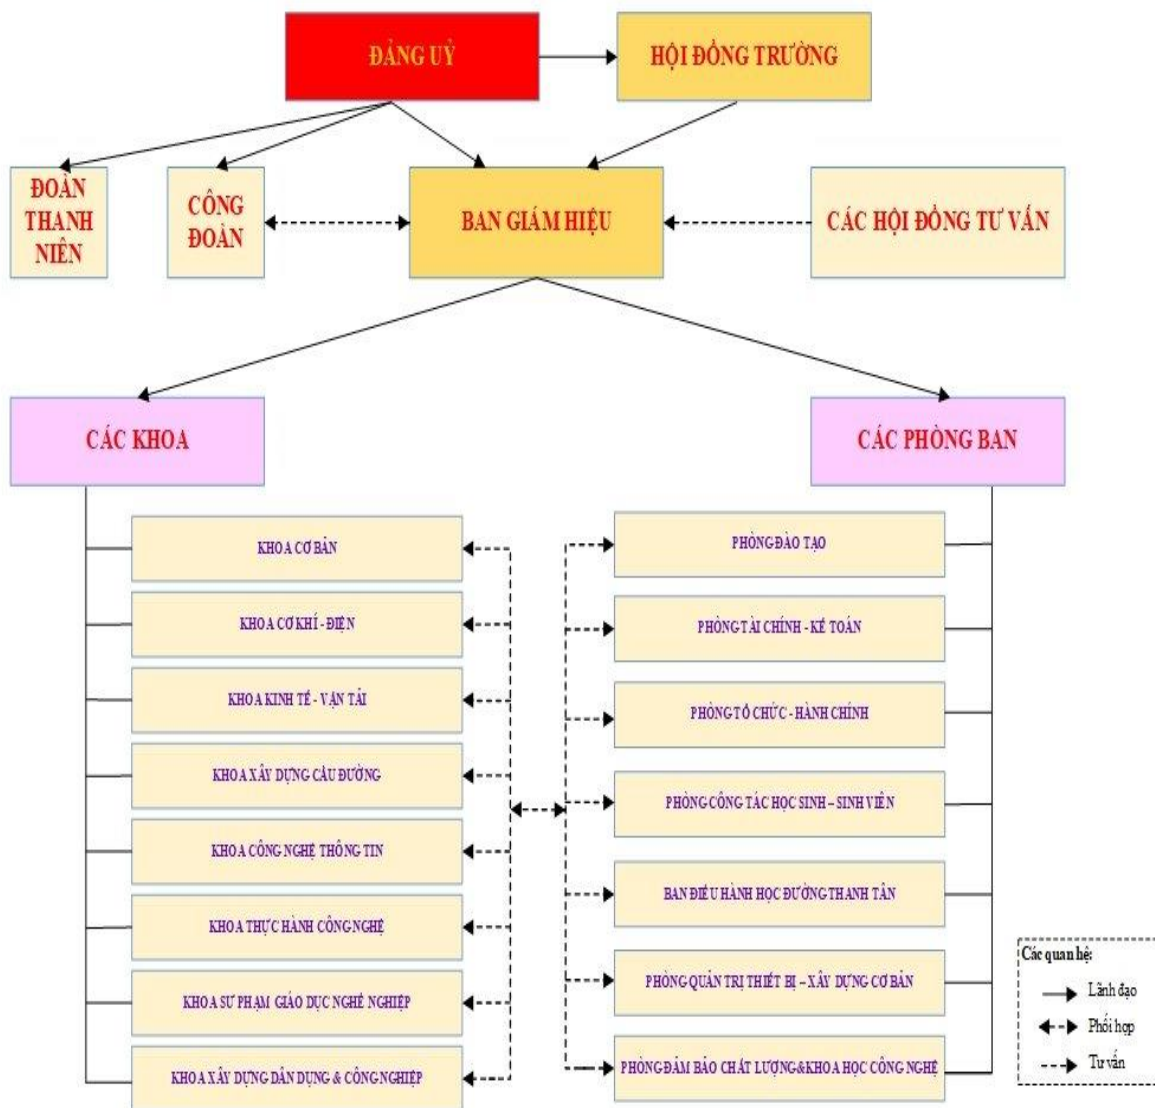 ĐẢNG UỶ
HỘI ĐỒNG TRƯỜNG
ĐOÀN
THANH
NIÊN
CÔNG
ĐOÀN
BAN GIÁM HIỆU
CÁC HỘI ĐỒNG TƯ VẤN
CÁC KHOA
CÁC PHÒNG BAN
KHOA CƠ BẢN
KHOA CƠ KHÍ - ĐIỆN
KHOA KINH TẾ - VẬN TẢI
KHOA XÂY DỰNG CẦU ĐƯỜNG
KHOA CÔNG NGHỆ THÔNG TIN
KHOA THỰC HÀNH CÔNG NGHỆ
KHOA SƯ PHẠM GIÁO DỤC NGHỀ NGHIỆP
KHOA XÂY DỰNG DÂN DỤNG & CÔNG NGHIỆP
PHÒNG ĐÀO TẠO
PHÒNG TÀI CHÍNH - KẾ TOÁN
PHÒNG TỔ CHỨC - HÀNH CHÍNH
PHÒNG CÔNG TÁC HỌC SINH – SINH VIÊN
BAN ĐIỀU HÀNH HỌC ĐƯỜNG THANH TÂN
PHÒNG QUẢN TRỊ THIẾT BỊ – XÂY DỰNG CƠ BẢN
PHÒNG ĐẢM BẢO CHẤT LƯỢNG&KHOA HỌC CÔNG NGHỆ
Các quan hệ:
Lãnh đạo
Phối hợp
Tư vấn